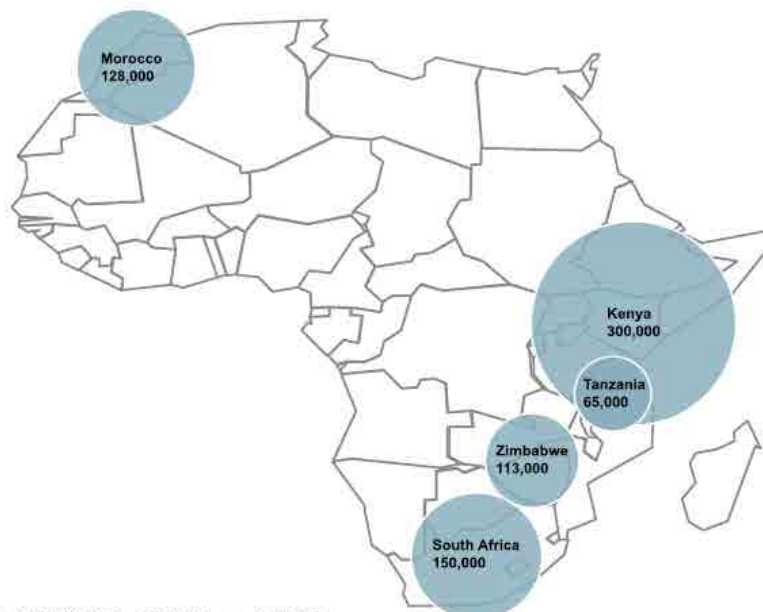 Morocco
128,000
Kenya
300,000
Tanzania
65,000
Zimbabwe
113,000
South Africa
150,000